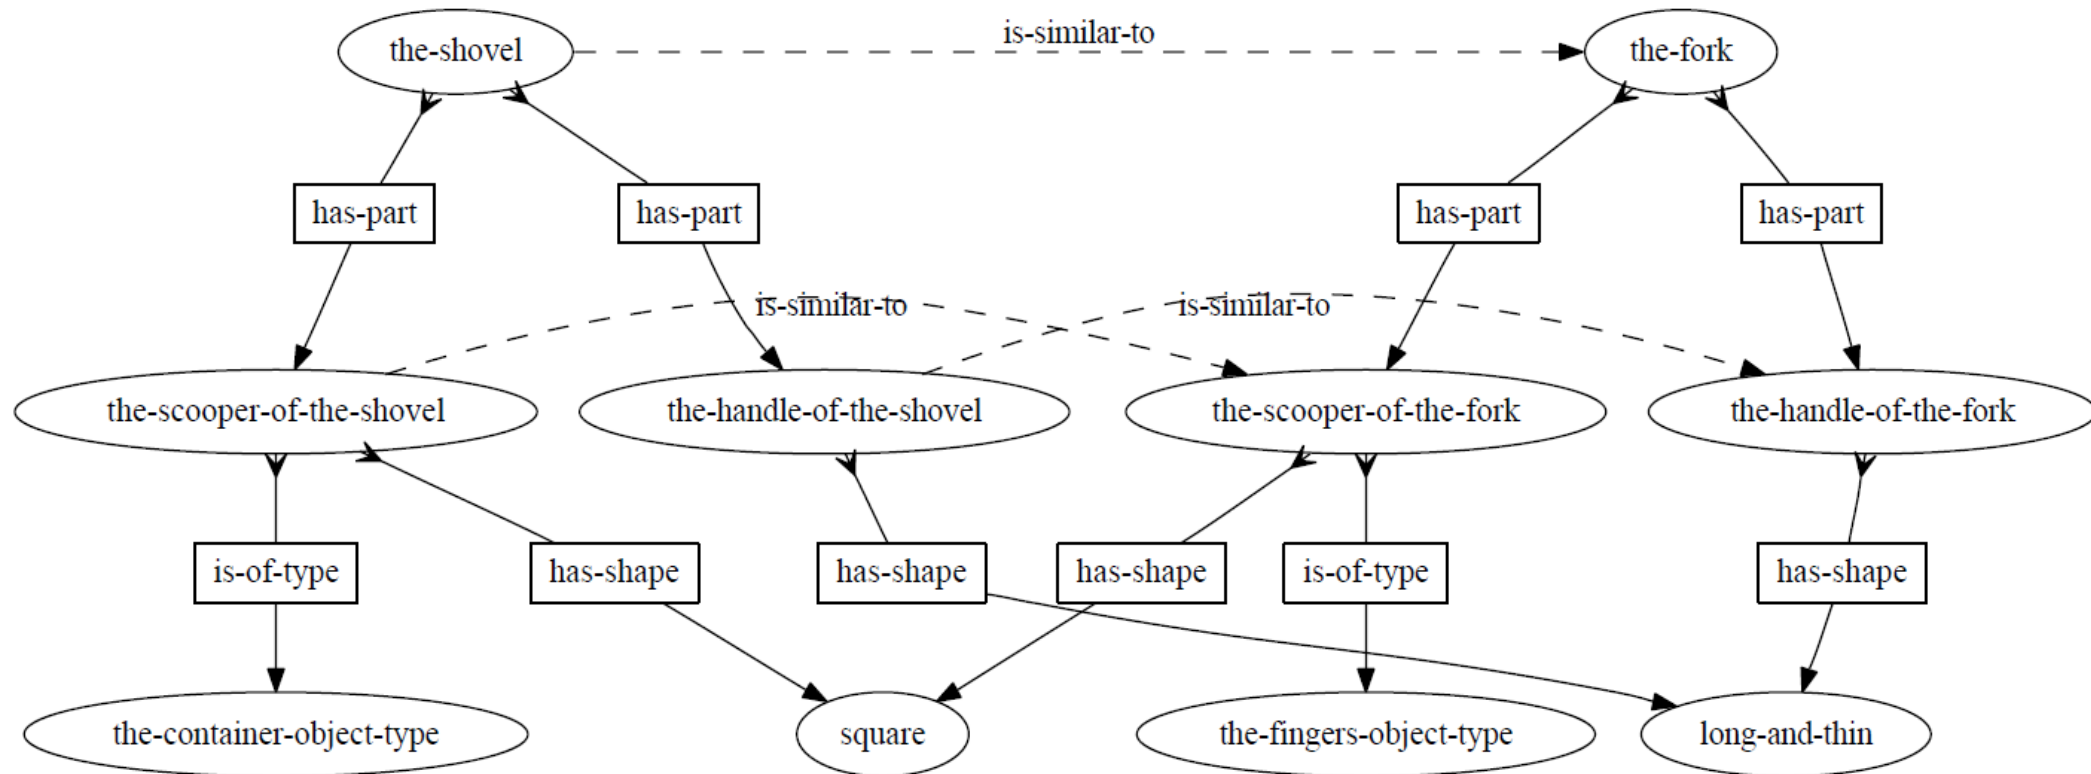 is-similar-to
the-shovel
the-fork
has-part
has-part
has-part
has-part
is-similar-to
is-similar-to
the-scooper-of-the-shovel
the-handle-of-the-shovel
the-scooper-of-the-fork
the-handle-of-the-fork
is-of-type
has-shape
has-shape
has-shape
is-of-type
has-shape
the-container-object-type
square
the-fingers-object-type
long-and-thin